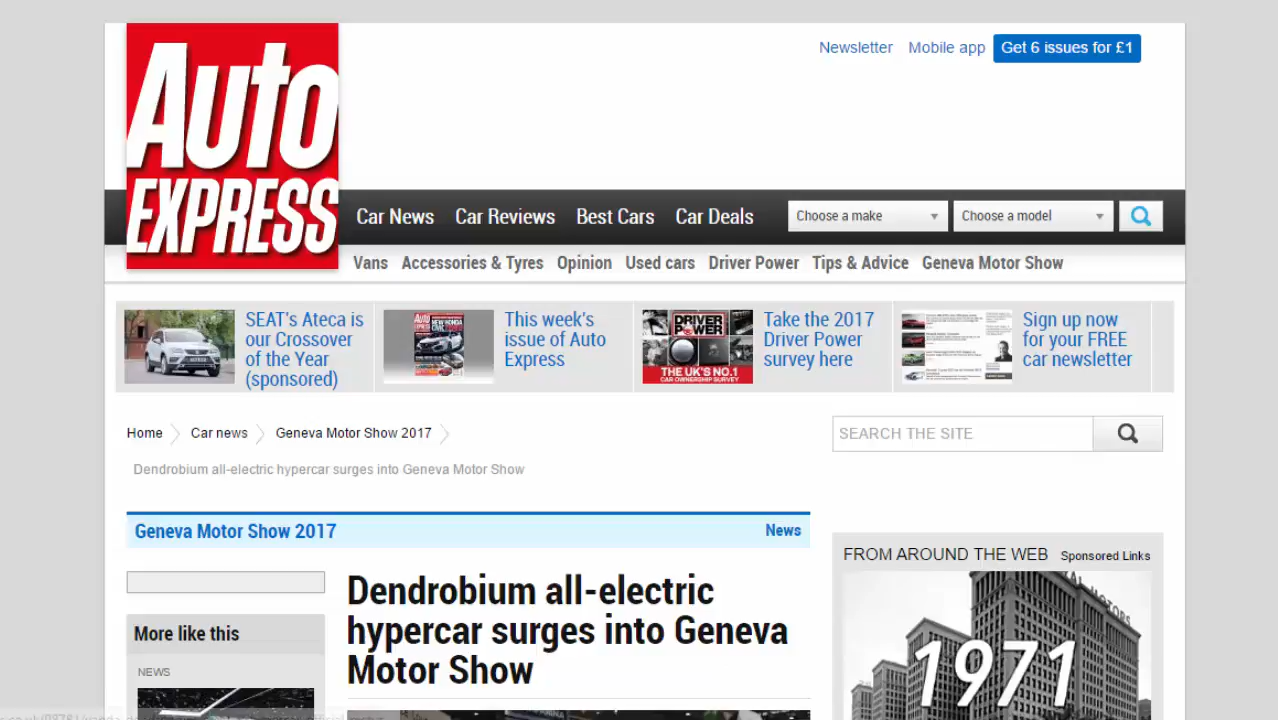 Auto
EXPRESS
Newsletter
Mobile app
Get 6 issues for £1
Car News
Car Reviews
Best Cars
Car Deals
Choose a make
Choose a model
Vans
Accessories & Tyres
Opinion
Used cars
Driver Power
Tips & Advice
Geneva Motor Show
SEAT's Ateca is
our Crossover
of the Year
(sponsored)
This week's
issue of Auto
Express
DRIVER
POWER
THE UK'S NO.1
CAR OWNERSHIP SURVEY
Take the 2017
Driver Power
survey here
Sign up now
for your FREE
car newsletter
Home
Car news
Geneva Motor Show 2017
Dendrobium all-electric hypercar surges into Geneva Motor Show
SEARCH THE SITE
Geneva Motor Show 2017
News
Dendrobium all-electric
hypercar surges into Geneva
Motor Show
More like this
NEWS
FROM AROUND THE WEB
Sponsored Links
1971